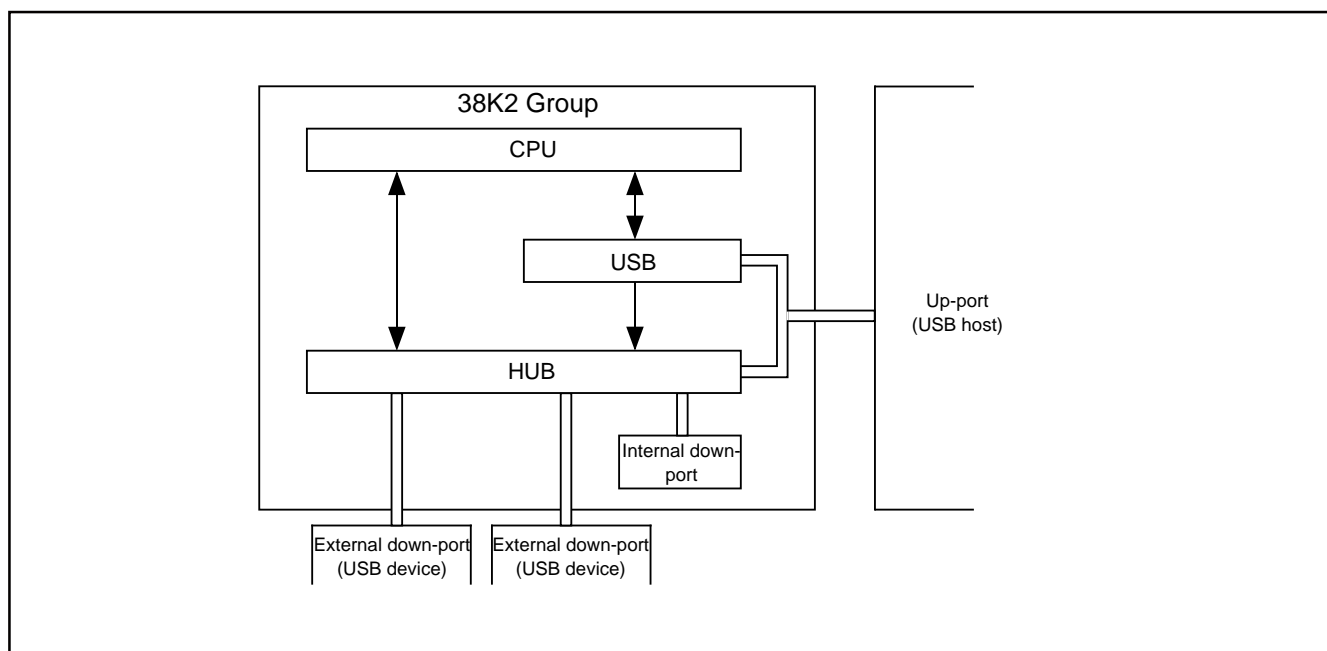 38K2 Group
CPU
USB
HUB
Internal down-
port
Up-port
(USB host)
External down-port
(USB device)
External down-port
(USB device)